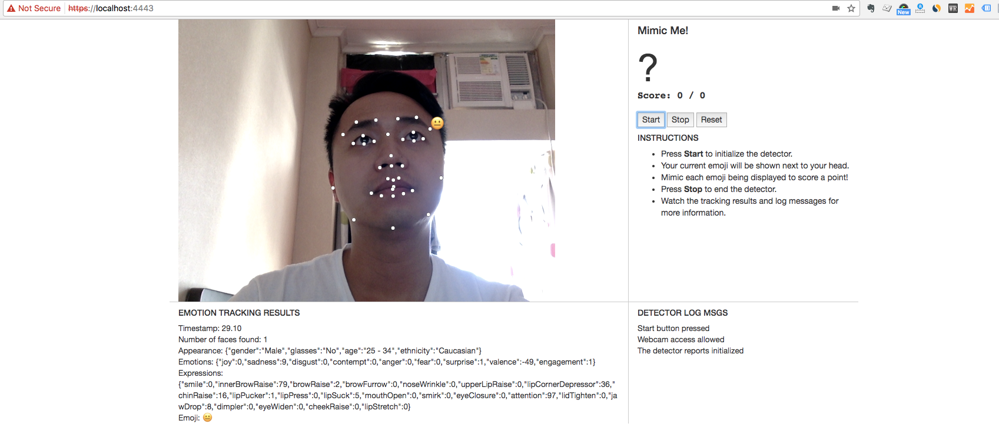 Not Secure https://localhost:4443
New
a
WR
Mimic Me!
?
Score: 0 / 0
Start Stop Reset
INSTRUCTIONS
• Press Start to initialize the detector.
• Your current emoji will be shown next to your head.
• Mimic each emoji being displayed to score a point!
• Press Stop to end the detector.
• Watch the tracking results and log messages for
more information.
EMOTION TRACKING RESULTS
Timestamp: 29.10
Number of faces found: 1
Appearance: {"gender":"Male","glasses":"No","age":"25 - 34","ethnicity":"Caucasian"}
Emotions: {"joy":0,"sadness":9,"disgust":0,"contempt":0,"anger":0,"fear":0,"surprise":1,"valence":-49,"engagement":1}
Expressions:
{"smile":0,"innerBrowRaise":79,"browRaise":2,"browFurrow":0,"noseWrinkle":0,"upperLipRaise":0,"lipCornerDepressor":36,"
chinRaise":16,"lipPucker":1,"lipPress":0,"lipSuck":5,"mouthOpen":0,"smirk":0,"eyeClosure":0,"attention":97,"lidTighten":0,"ja
wDrop":8,"dimpler":0,"eyeWiden":0,"cheekRaise":0,"lipStretch":0}
Emoji: 😐
DETECTOR LOG MSGS
Start button pressed
Webcam access allowed
The detector reports initialized